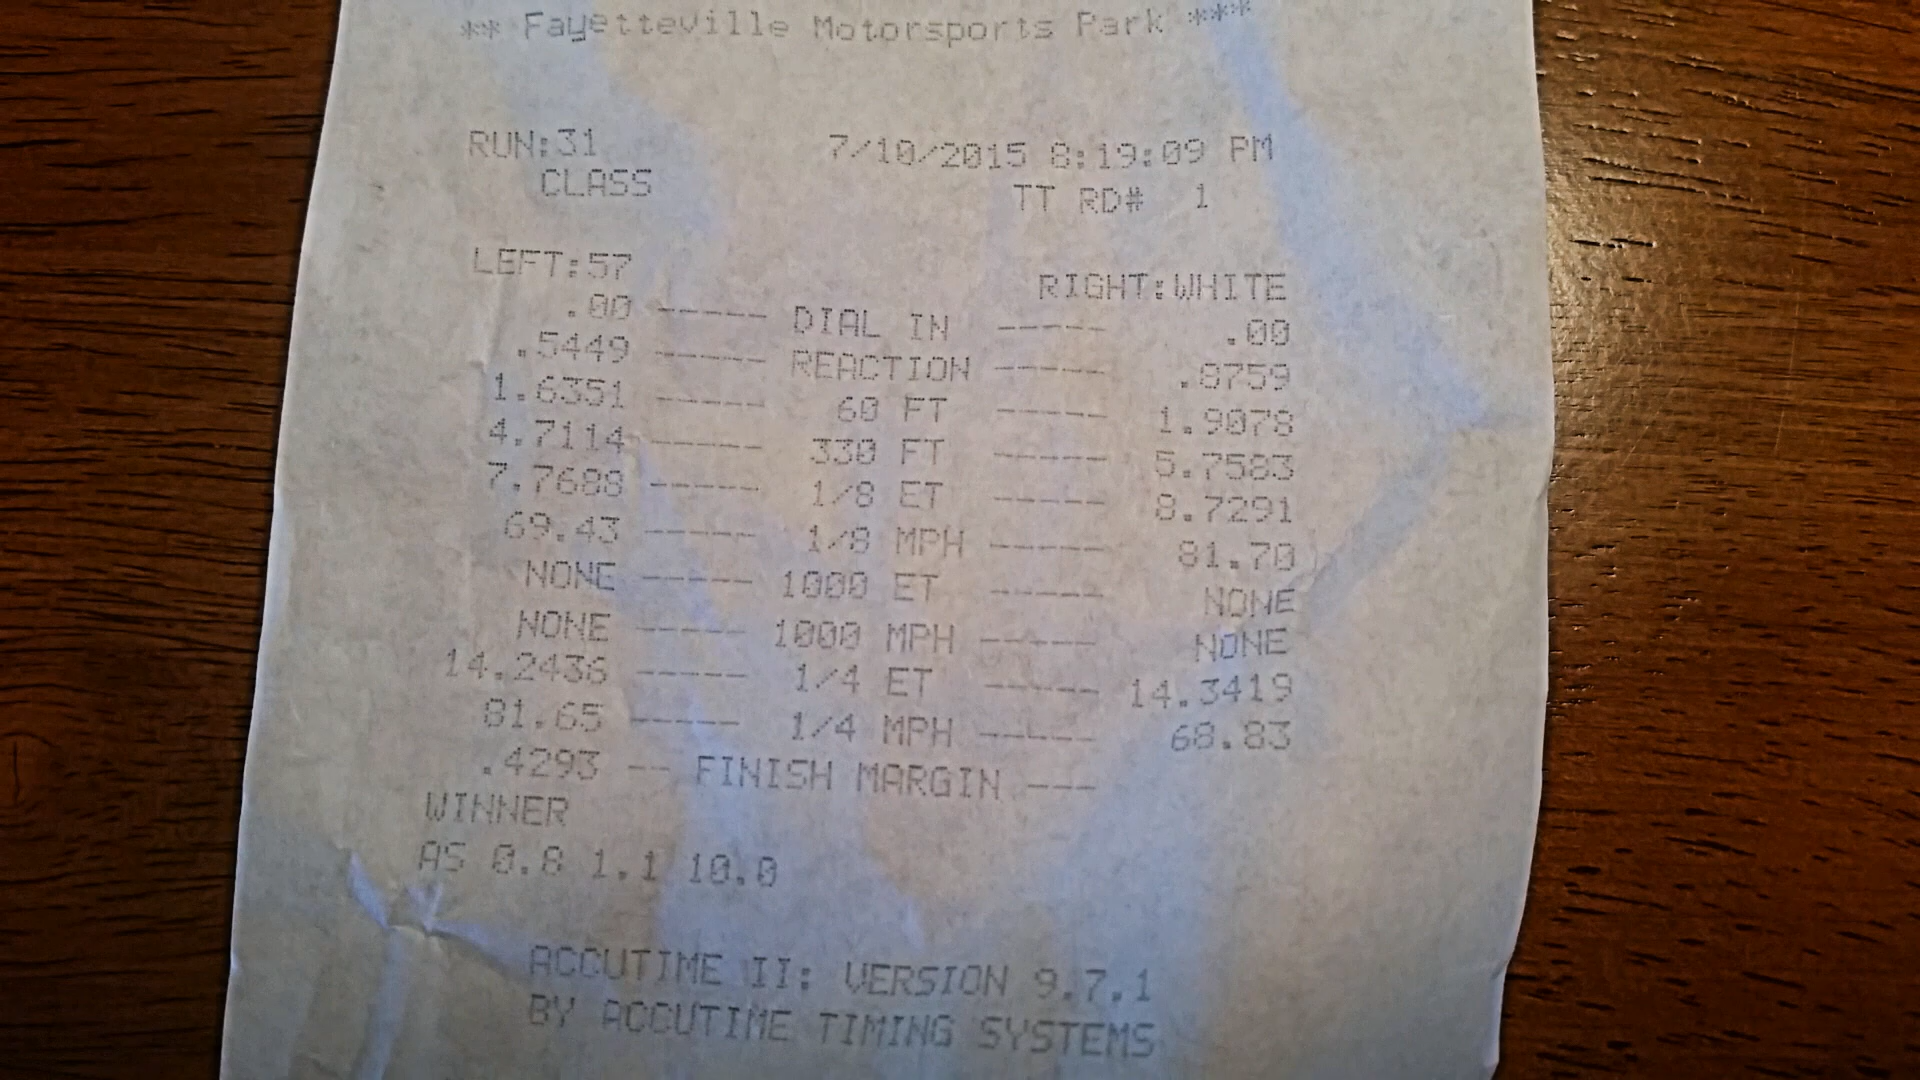 ** Fayetteville Motorsports Park ***
RUN:31 7/10/2015 8:19:09 PM
CLASS TT RD# 1
LEFT:57 RIGHT:WHITE
.00 ----- DIAL IN ----- .00
.5449 ----- REACTION ----- .8759
1.6351 ----- 60 FT ----- 1.9078
4.7114 ----- 330 FT ----- 5.7583
7.7688 ----- 1/8 ET ----- 8.7291
69.43 ----- 1/8 MPH ----- 81.70
NONE ----- 1000 ET ----- NONE
NONE ----- 1000 MPH ----- NONE
14.2436 ----- 1/4 ET ----- 14.3419
81.65 ----- 1/4 MPH ----- 68.83
.4293 -- FINISH MARGIN ---
WINNER
AS 0.8 1.1 10.0
ACCUTIME II: VERSION 9.7.1
BY ACCUTIME TIMING SYSTEMS